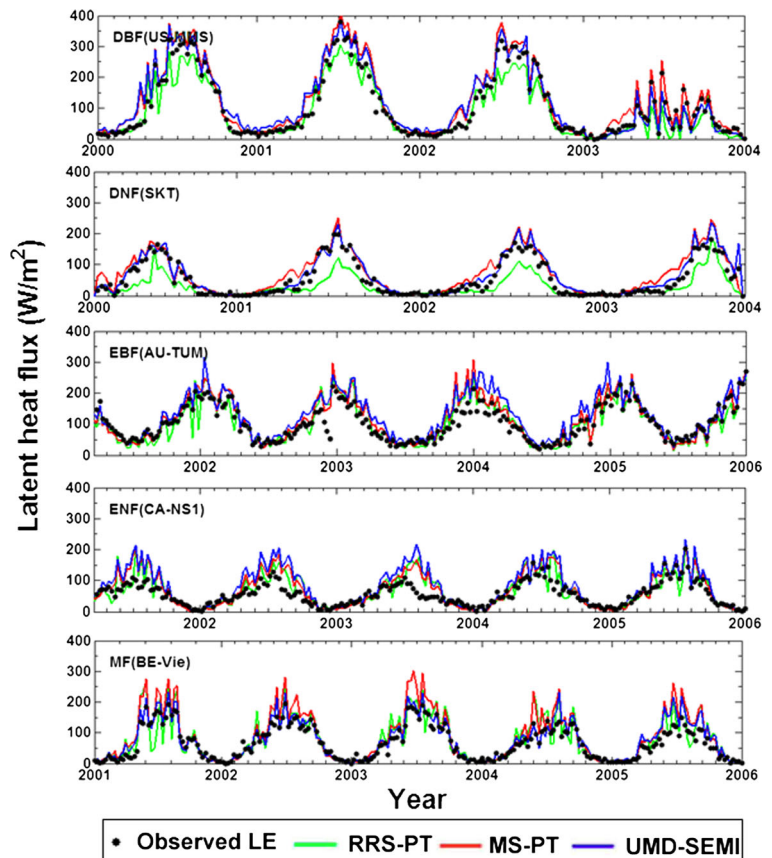 Latent heat flux (W/m²)
DBF(US-MMS)
400
300
200
100
0
2000 2001 2002 2003 2004
DNF(SKT)
400
300
200
100
0
2000 2001 2002 2003 2004
EBF(AU-TUM)
400
300
200
100
0
2002 2003 2004 2005 2006
ENF(CA-NS1)
400
300
200
100
0
2002 2003 2004 2005 2006
MF(BE-Vie)
400
300
200
100
0
2001 2002 2003 2004 2005 2006
Year
Observed LE RRS-PT MS-PT UMD-SEMI